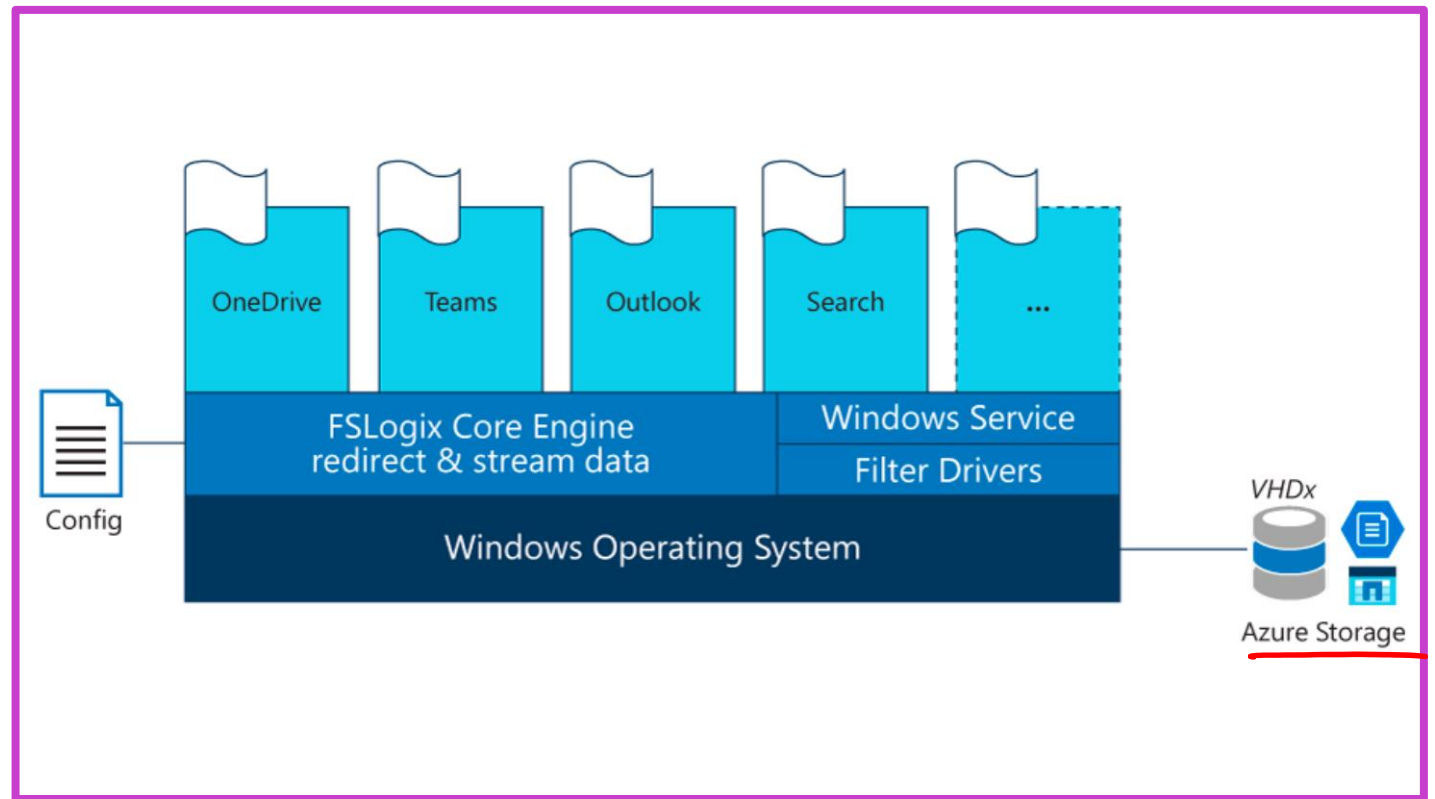 OneDrive
Teams
Outlook
Search
...
FSLogix Core Engine
redirect & stream data
Windows Service
Filter Drivers
Config
Windows Operating System
VHDx
Azure Storage